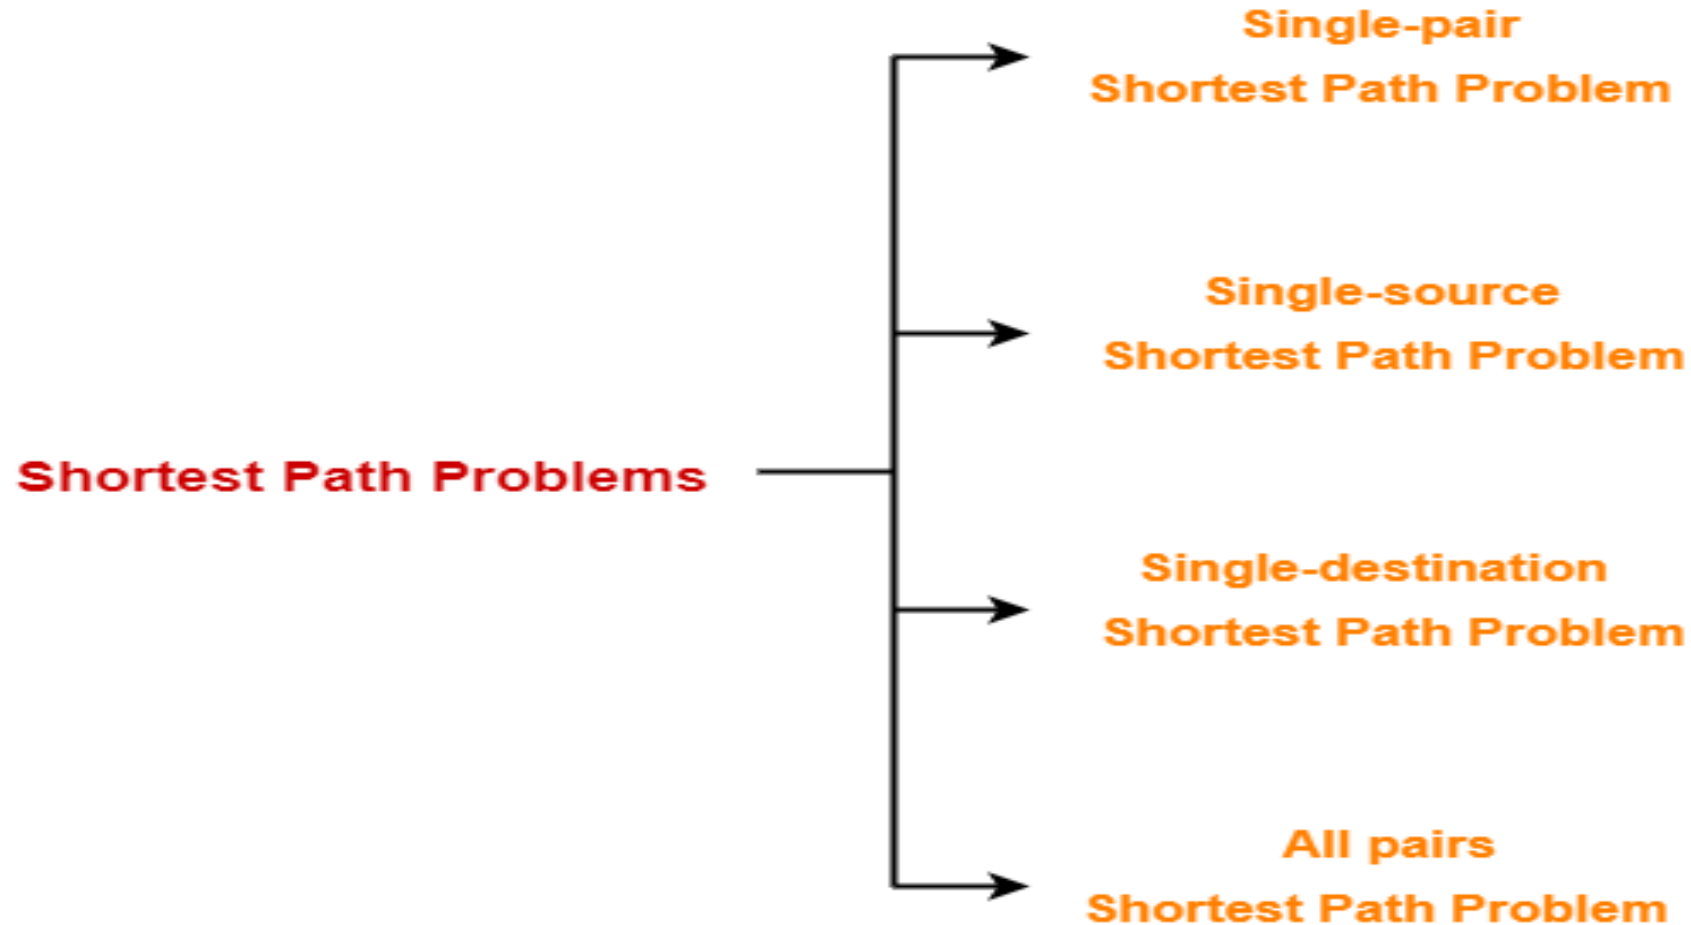 Single-pair
Shortest Path Problem
Single-source
Shortest Path Problem
Shortest Path Problems
Single-destination
Shortest Path Problem
All pairs
Shortest Path Problem